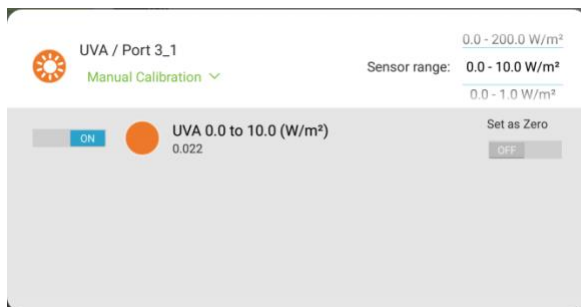 UVA / Port 3_1
Manual Calibration
Sensor range:
0.0 - 200.0 W/m²
0.0 - 10.0 W/m²
0.0 - 1.0 W/m²
ON
UVA 0.0 to 10.0 (W/m²)
0.022
Set as Zero
OFF